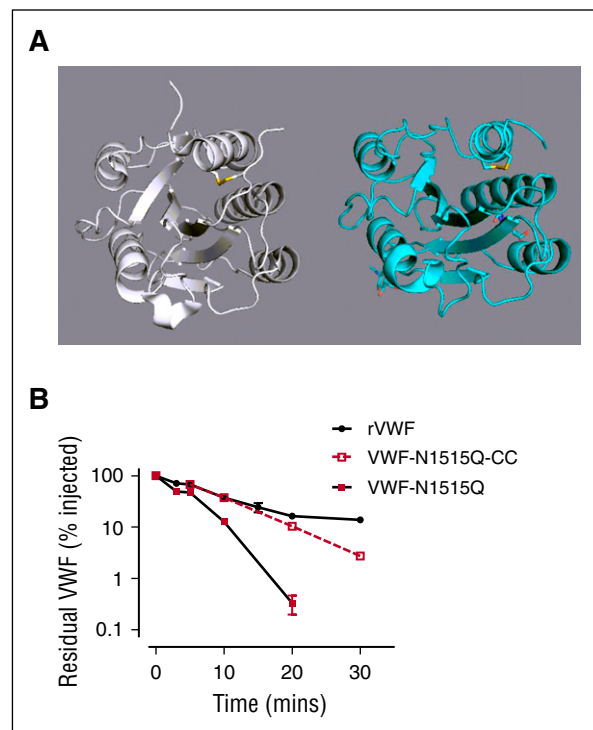 A
B
rVWF
VWF-N1515Q-CC
VWF-N1515Q
Residual VWF (% injected)
100
10
1
0.1
0
10
20
30
Time (mins)